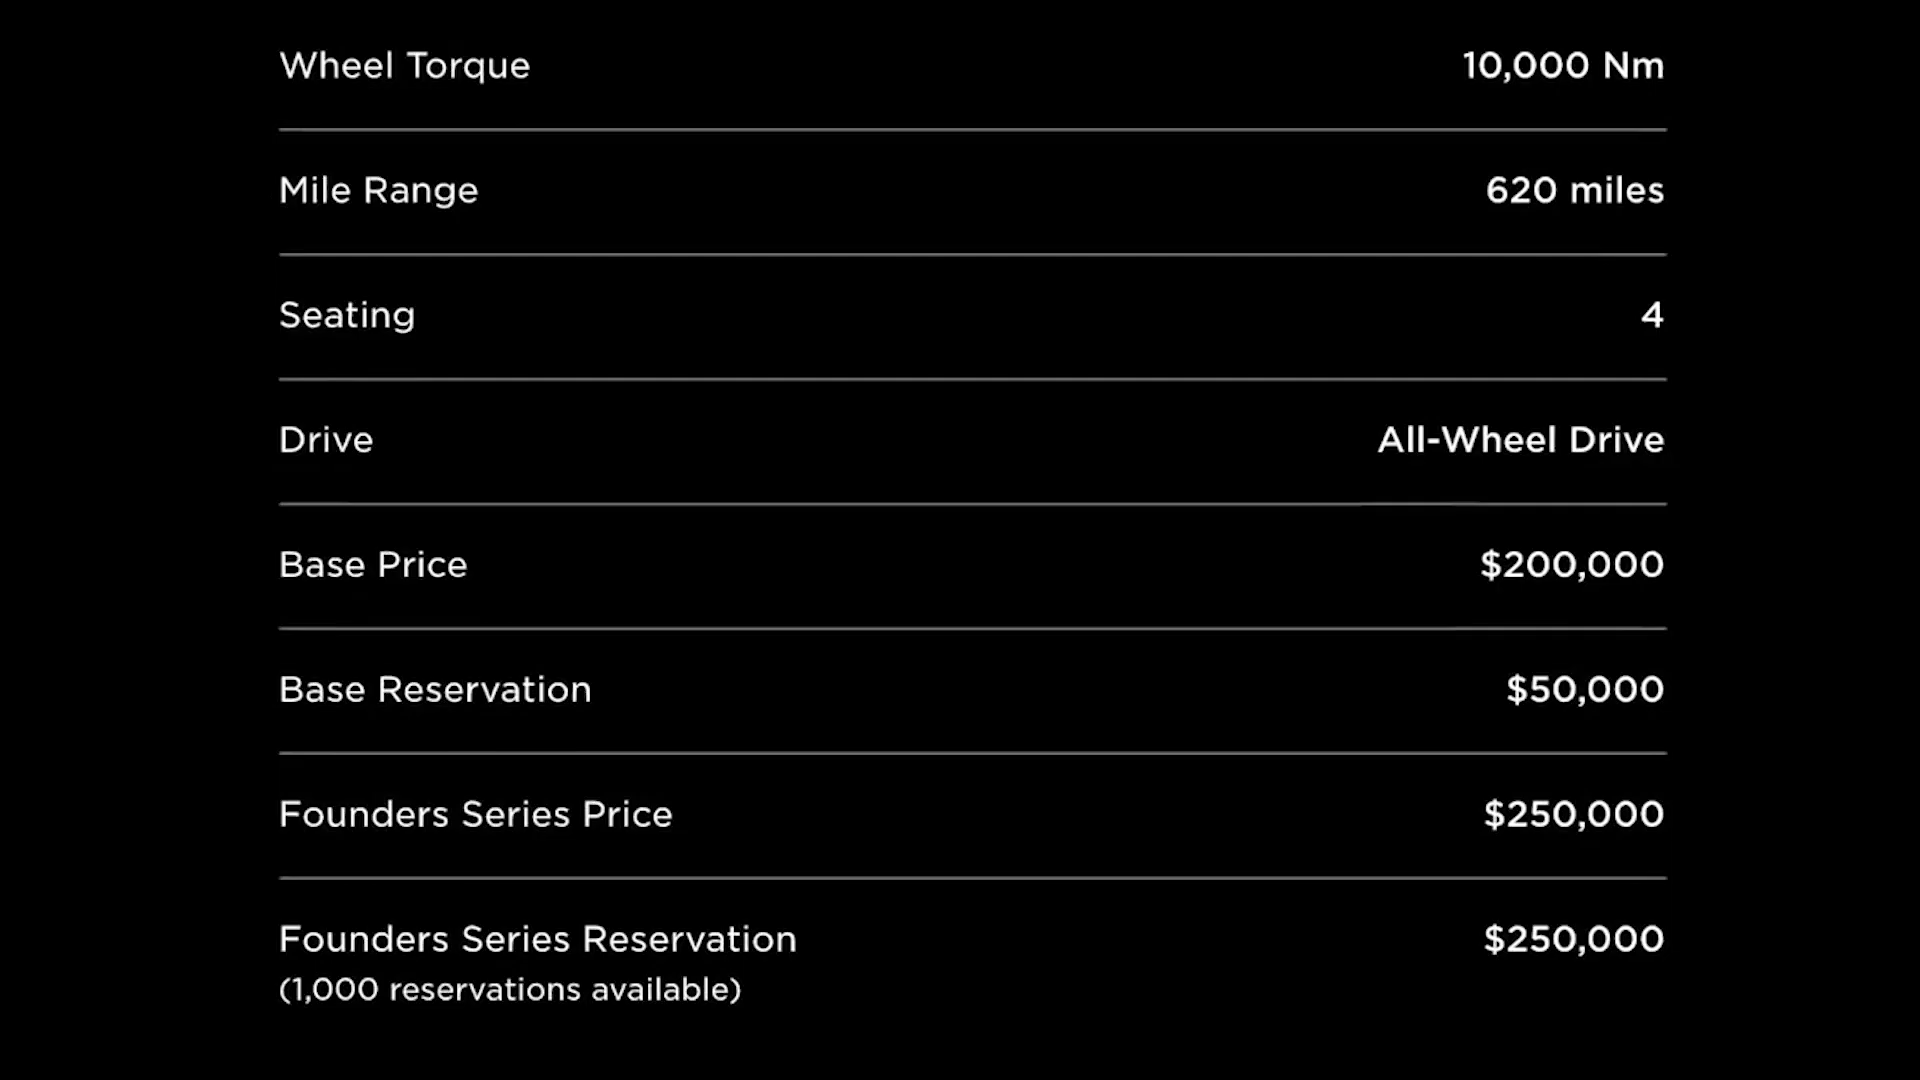 Wheel Torque 10,000 Nm
Mile Range 620 miles
Seating 4
Drive All-Wheel Drive
Base Price $200,000
Base Reservation $50,000
Founders Series Price $250,000
Founders Series Reservation $250,000
(1,000 reservations available)